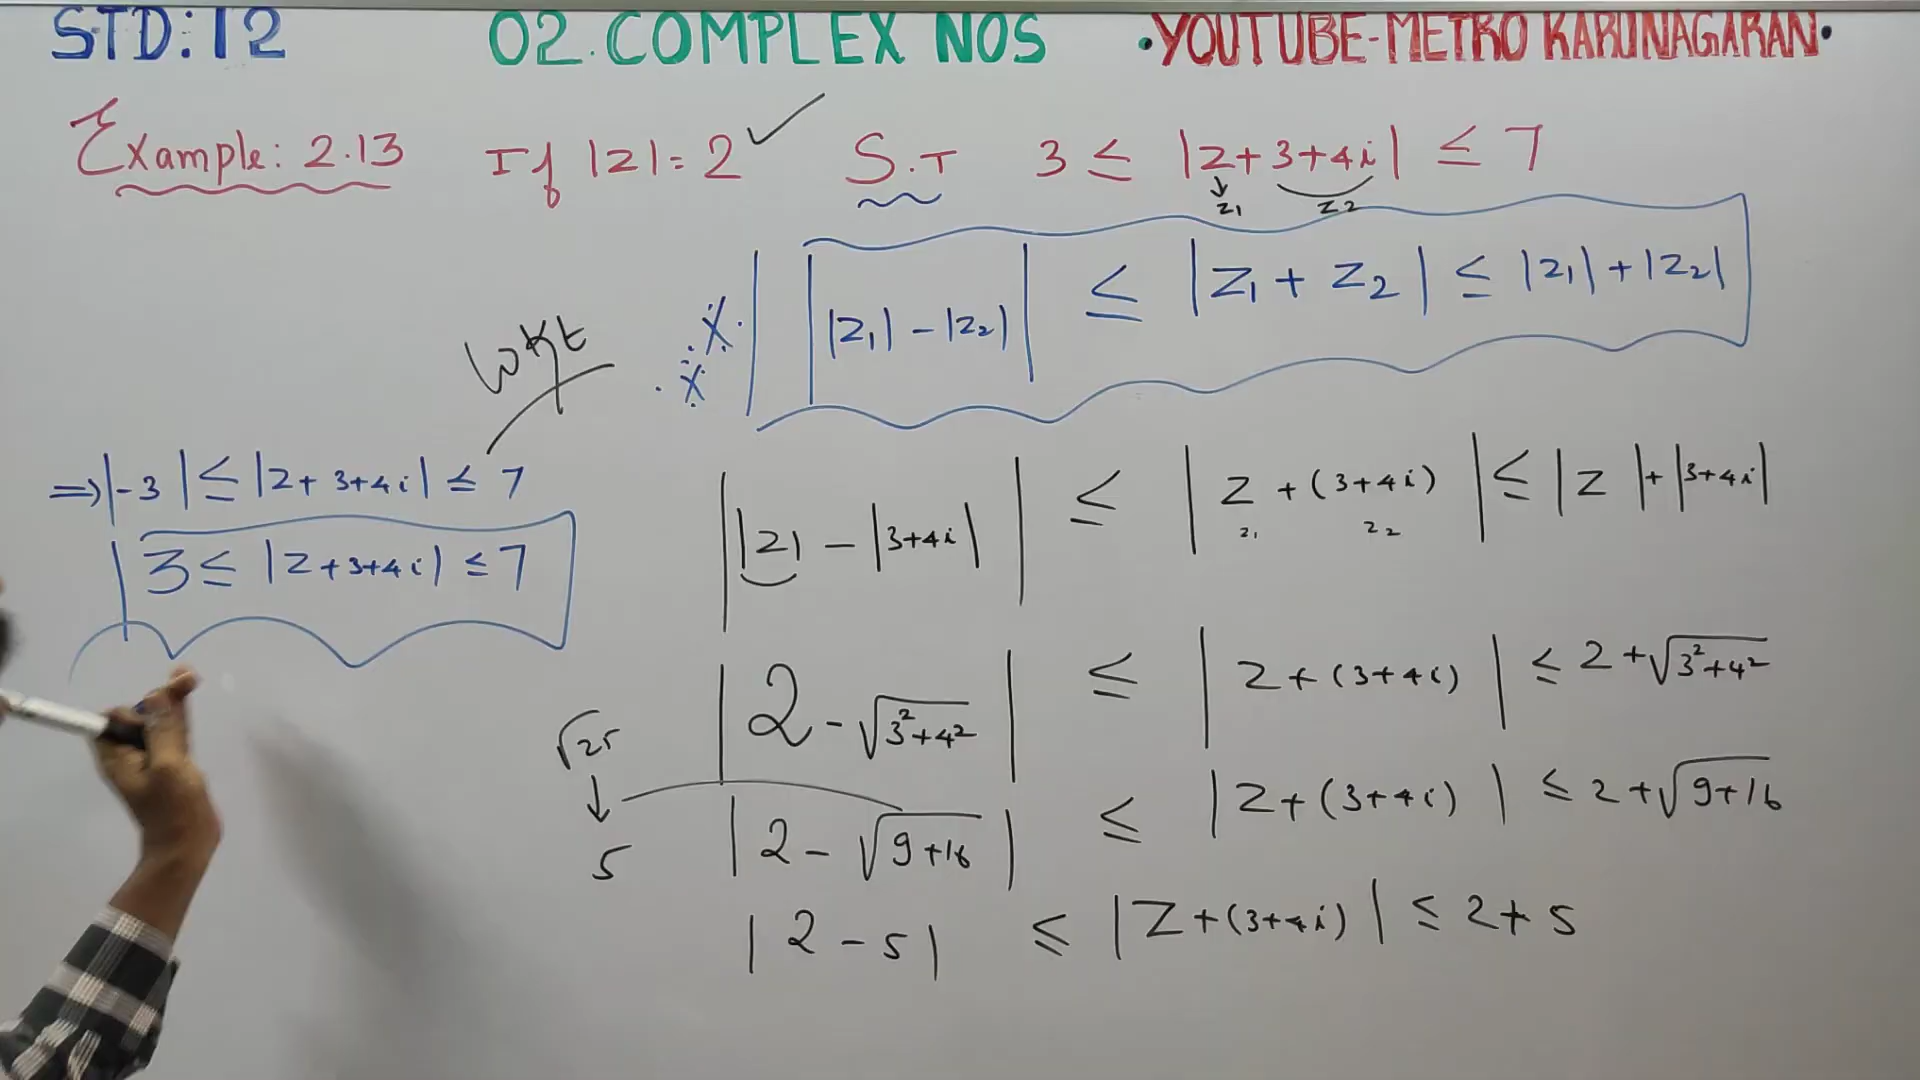 STD: 12 02. COMPLEX NOS •YOUTUBE-METRO KARUNAGARAN•
Example: 2.13 If |z| = 2 ✓ S.T 3 ≤ |z+3+4i| ≤ 7
z₁ z₂
WKT | |z₁| - |z₂| | ≤ |z₁ + z₂| ≤ |z₁| + |z₂|
| |z| - |3+4i| | ≤ | z + (3+4i) | ≤ |z| + |3+4i|
z₁ z₂
| 2 - √3²+4² | ≤ | z + (3+4i) | ≤ 2 + √3²+4²
| 2 - √9+16 | ≤ | z + (3+4i) | ≤ 2 + √9+16
√25
↓
5
| 2 - 5 | ≤ | z + (3+4i) | ≤ 2 + 5
⇒ |-3| ≤ |z + 3+4i| ≤ 7
3 ≤ |z+3+4i| ≤ 7